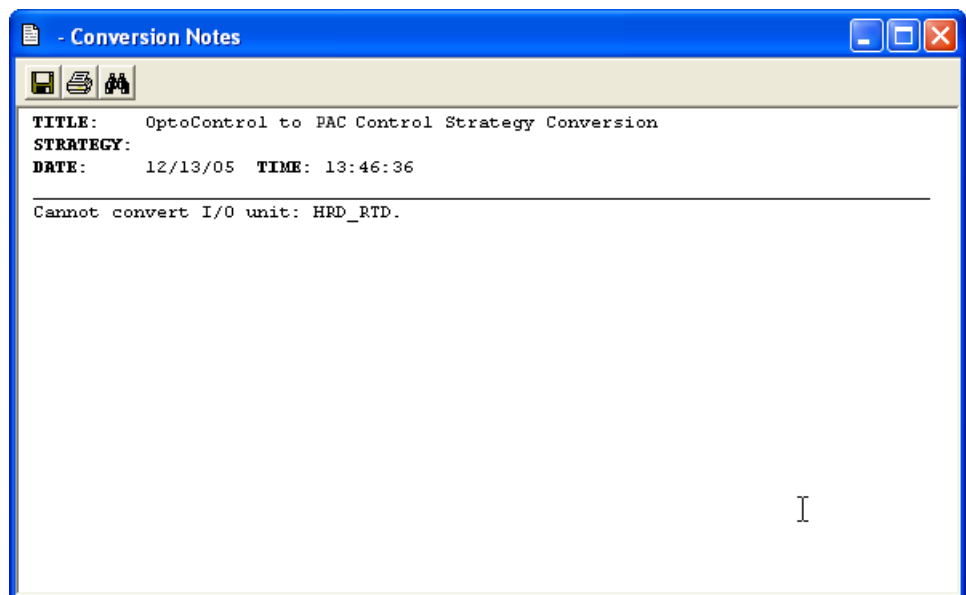 - Conversion Notes
TITLE: OptoControl to PAC Control Strategy Conversion
STRATEGY:
DATE: 12/13/05 TIME: 13:46:36
Cannot convert I/O unit: HRD_RTD.